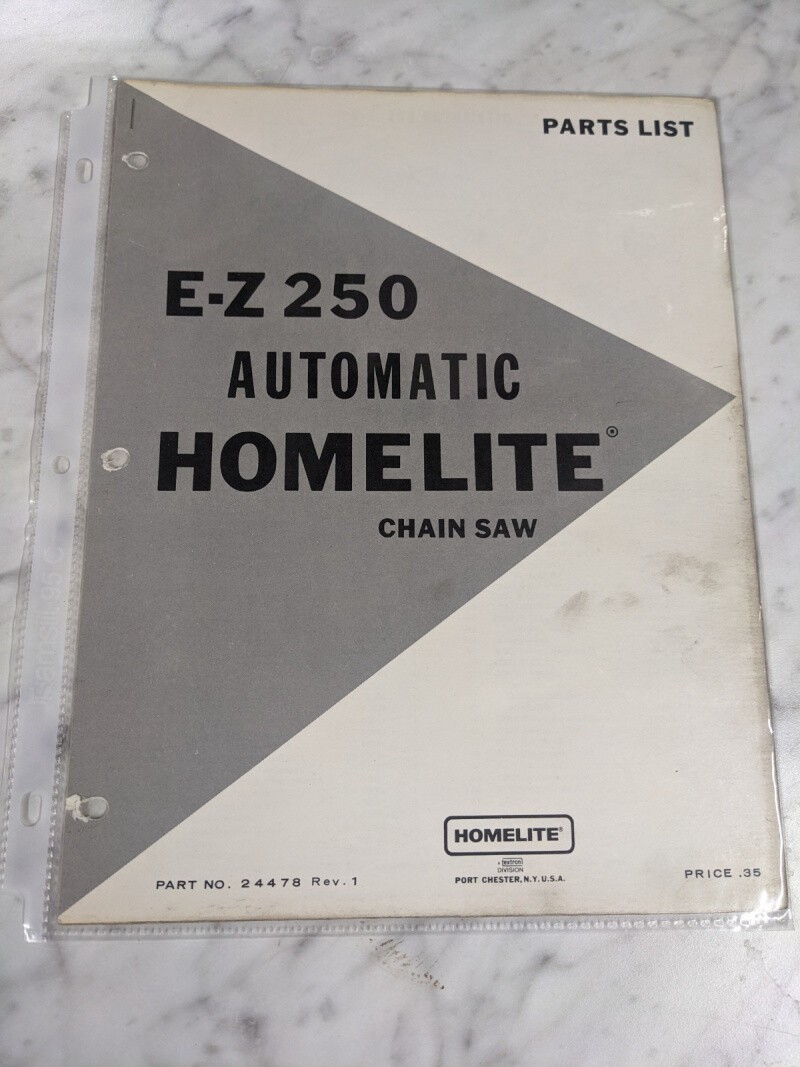 PARTS LIST
E-Z 250
AUTOMATIC
HOMELITE®
CHAIN SAW
HOMELITE®
A textron
DIVISION
PORT CHESTER, N.Y. U.S.A.
PART NO. 24478 Rev. 1
PRICE .35